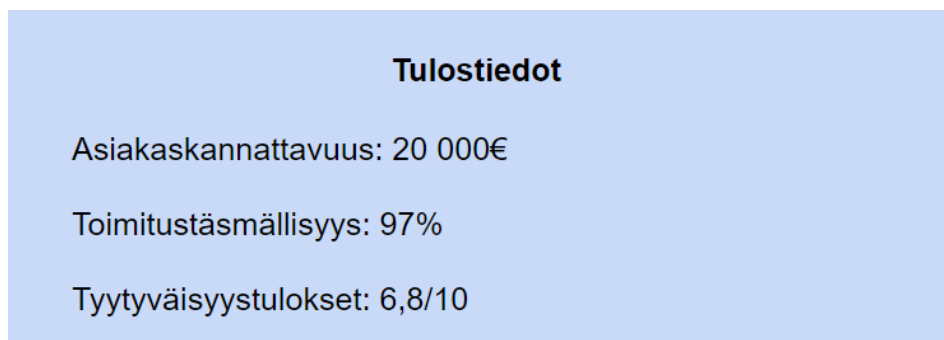 Tulostiedot
Asiakaskannattavuus: 20 000€
Toimitustäsmällisyys: 97%
Tyytyväisyystulokset: 6,8/10